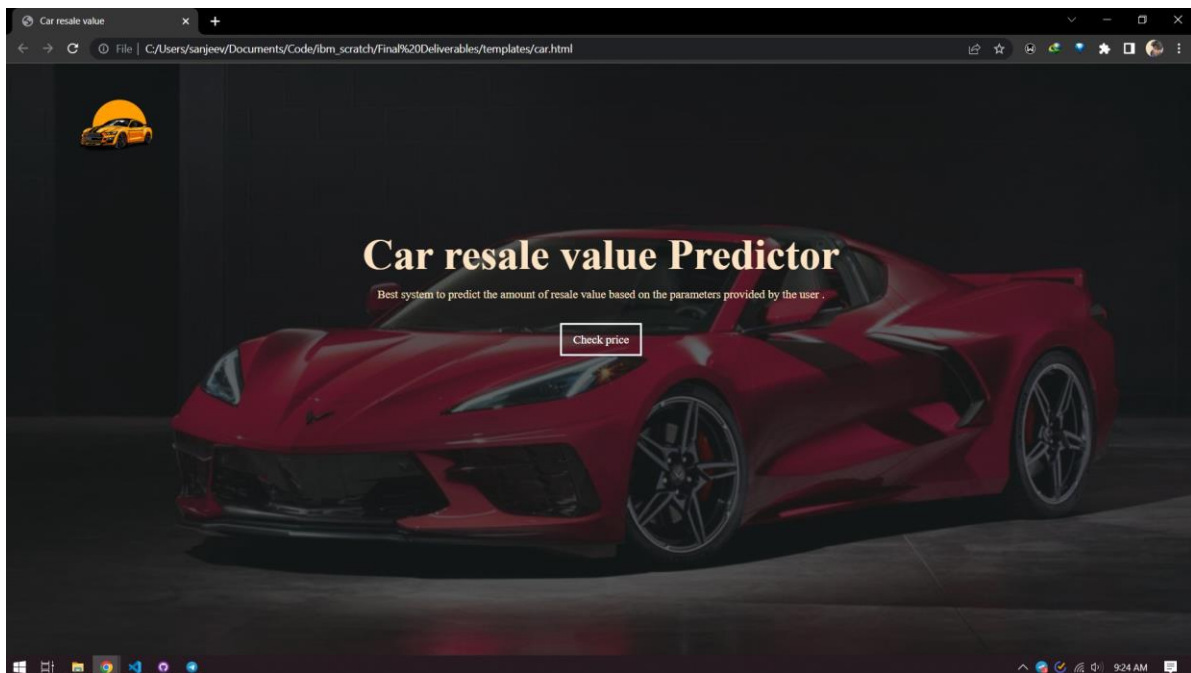 Car resale value
File | C:/Users/sanjeev/Documents/Code/ibm_scratch/Final%20Deliverables/templates/car.html
Car resale value Predictor
Best system to predict the amount of resale value based on the parameters provided by the user .
Check price
9:24 AM